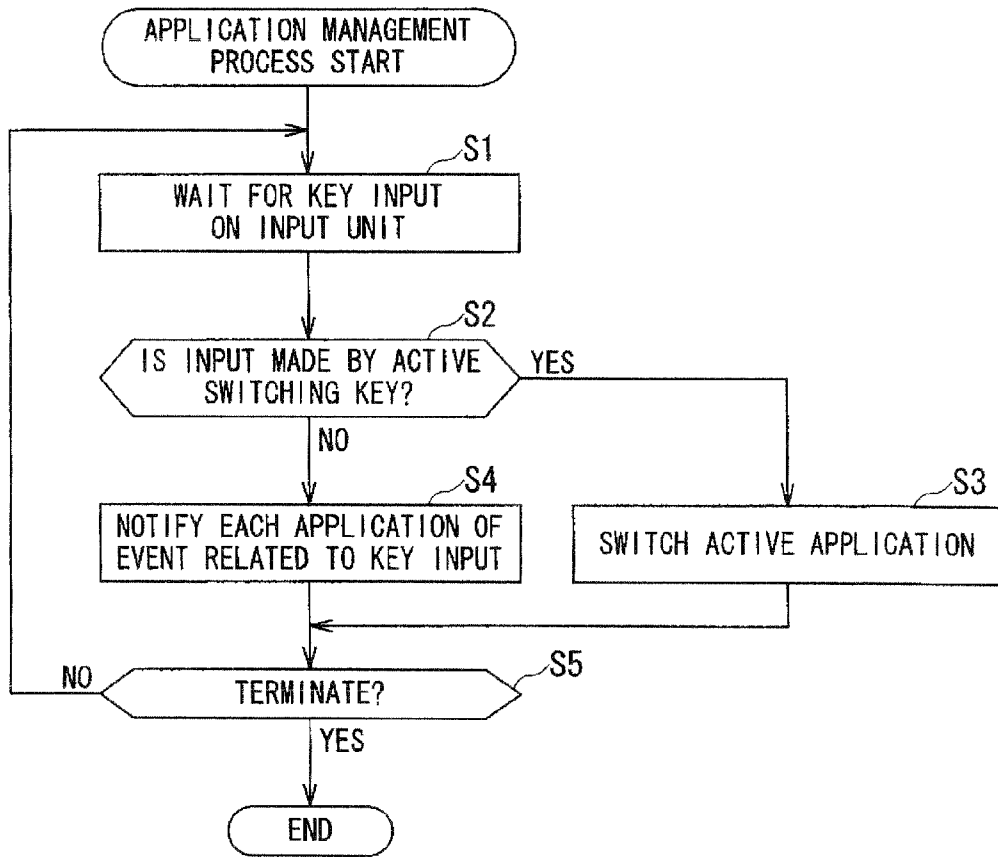 APPLICATION MANAGEMENT
PROCESS START
S1
WAIT FOR KEY INPUT
ON INPUT UNIT
S2
IS INPUT MADE BY ACTIVE
SWITCHING KEY?
YES
NO
S4
NOTIFY EACH APPLICATION OF
EVENT RELATED TO KEY INPUT
S3
SWITCH ACTIVE APPLICATION
S5
TERMINATE?
NO
YES
END